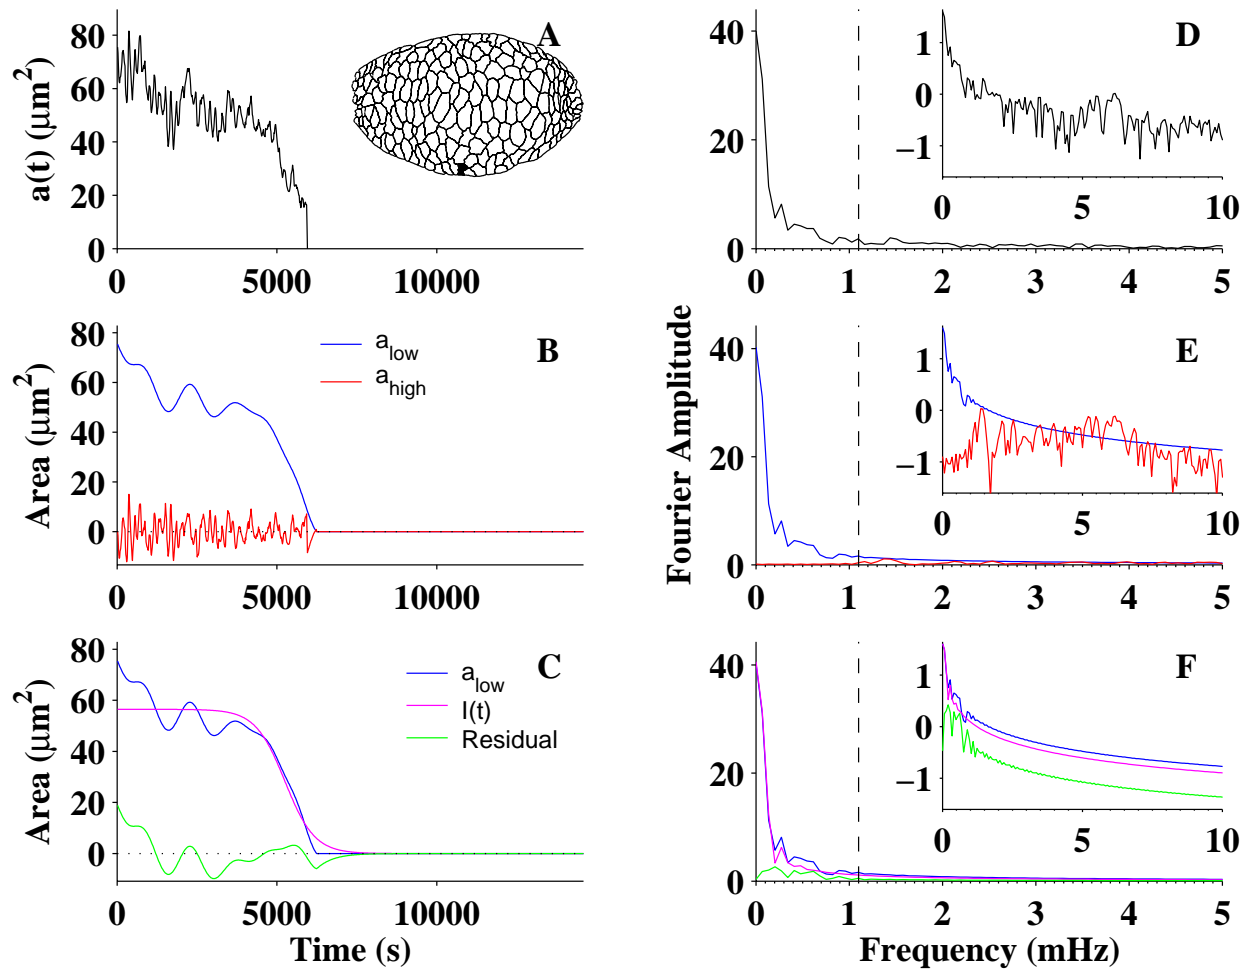 A
80
60
40
20
0
a(t) (μm²)
0 5000 10000
B
80
60
40
20
0
Area (μm²)
a_low
a_high
0 5000 10000
C
80
60
40
20
0
Area (μm²)
a_low
I(t)
Residual
0 5000 10000
Time (s)
D
40
20
0
1
0
−1
0 5 10
0 1 2 3 4 5
Fourier Amplitude
E
40
20
0
1
0
−1
0 5 10
0 1 2 3 4 5
F
40
20
0
1
0
−1
0 5 10
0 1 2 3 4 5
Frequency (mHz)